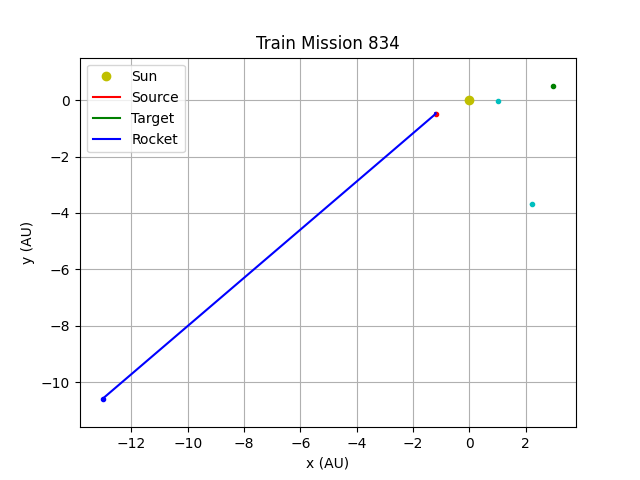 Train Mission 834
Sun
Source
Target
Rocket
0
−2
−4
−6
−8
−10
y (AU)
−12
−10
−8
−6
−4
−2
0
2
x (AU)